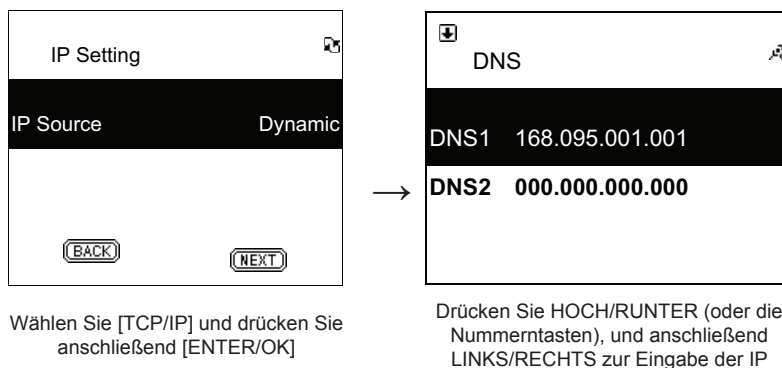 IP Setting
IP Source Dynamic
BACK NEXT
Wählen Sie [TCP/IP] und drücken Sie
anschließend [ENTER/OK]
→
DNS
DNS1 168.095.001.001
DNS2 000.000.000.000
Drücken Sie HOCH/RUNTER (oder die
Nummerntasten), und anschließend
LINKS/RECHTS zur Eingabe der IP